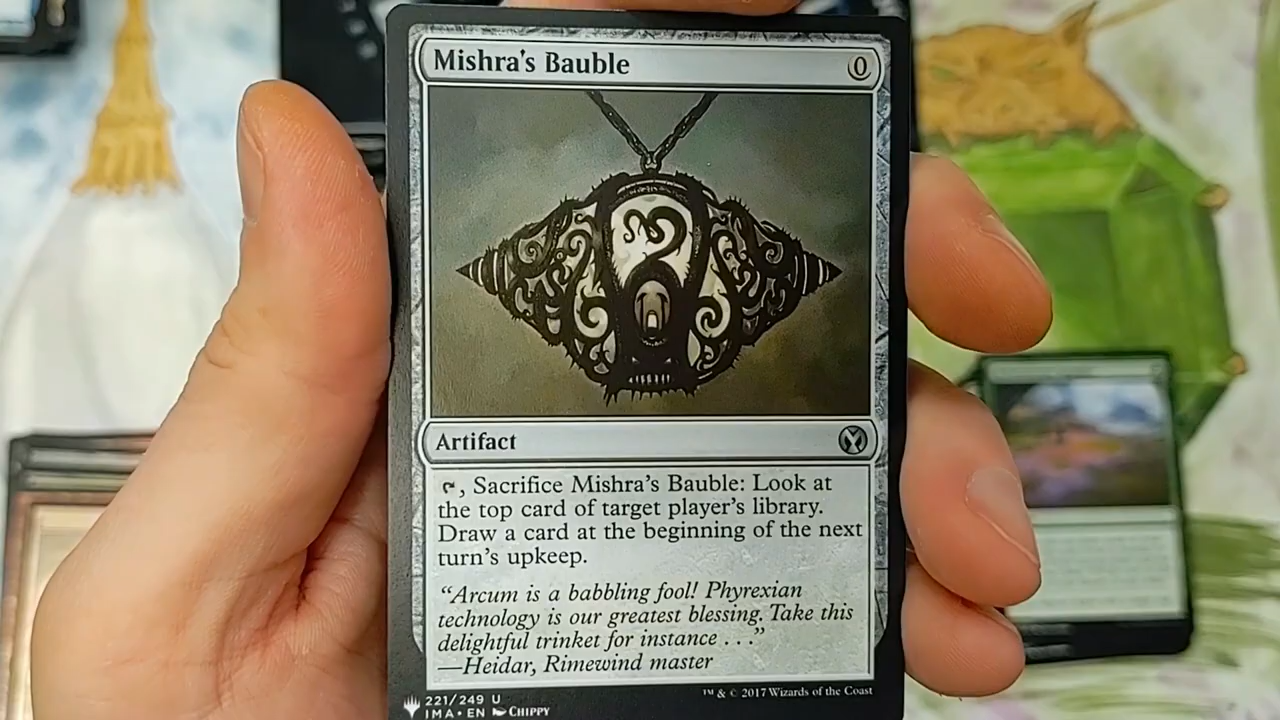 Mishra's Bauble 0
Artifact
, Sacrifice Mishra's Bauble: Look at
the top card of target player's library.
Draw a card at the beginning of the next
turn's upkeep.
“Arcum is a babbling fool! Phyrexian
technology is our greatest blessing. Take this
delightful trinket for instance . . .”
—Heidar, Rimewind master
221/249 U
IMA • EN CHIPPY
™ & © 2017 Wizards of the Coast